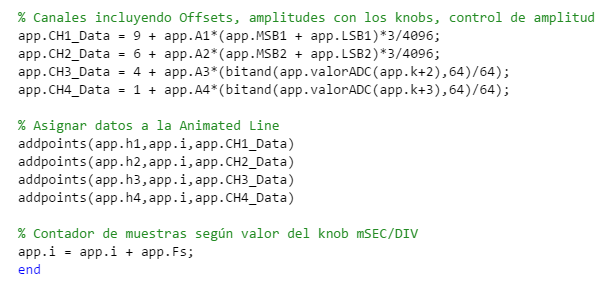 % Canales incluyendo Offsets, amplitudes con los knobs, control de amplitud
app.CH1_Data = 9 + app.A1*(app.MSB1 + app.LSB1)*3/4096;
app.CH2_Data = 6 + app.A2*(app.MSB2 + app.LSB2)*3/4096;
app.CH3_Data = 4 + app.A3*(bitand(app.valorADC(app.k+2),64)/64);
app.CH4_Data = 1 + app.A4*(bitand(app.valorADC(app.k+3),64)/64);
% Asignar datos a la Animated Line
addpoints(app.h1,app.i,app.CH1_Data)
addpoints(app.h2,app.i,app.CH2_Data)
addpoints(app.h3,app.i,app.CH3_Data)
addpoints(app.h4,app.i,app.CH4_Data)
% Contador de muestras según valor del knob mSEC/DIV
app.i = app.i + app.Fs;
end